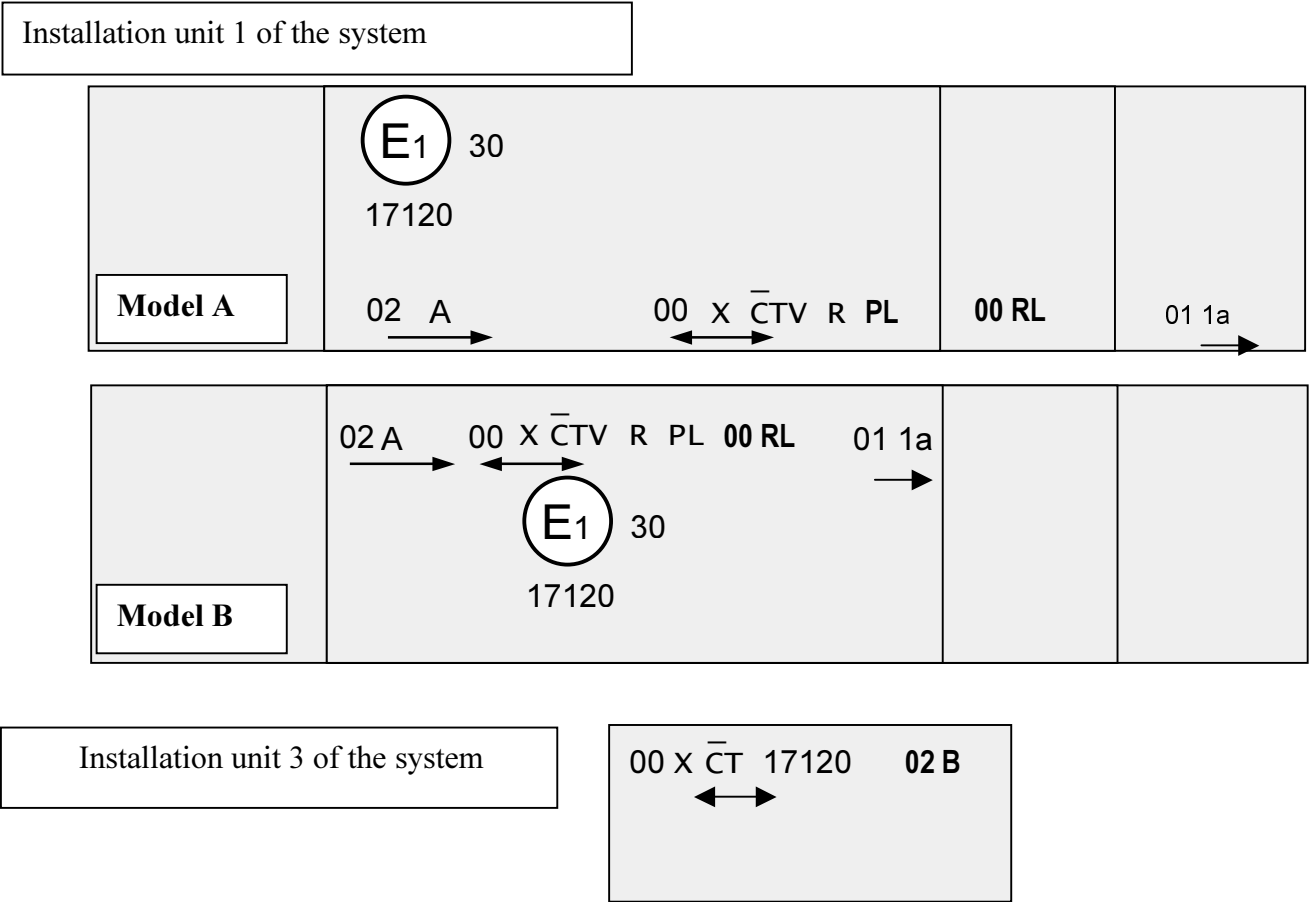 Installation unit 1 of the system
E1 30
17120
Model A
02 A 00 X C̅TV R PL 00 RL 01 1a
02 A 00 X C̅TV R PL 00 RL 01 1a
E1 30
17120
Model B
Installation unit 3 of the system
00 X C̅T 17120 02 B